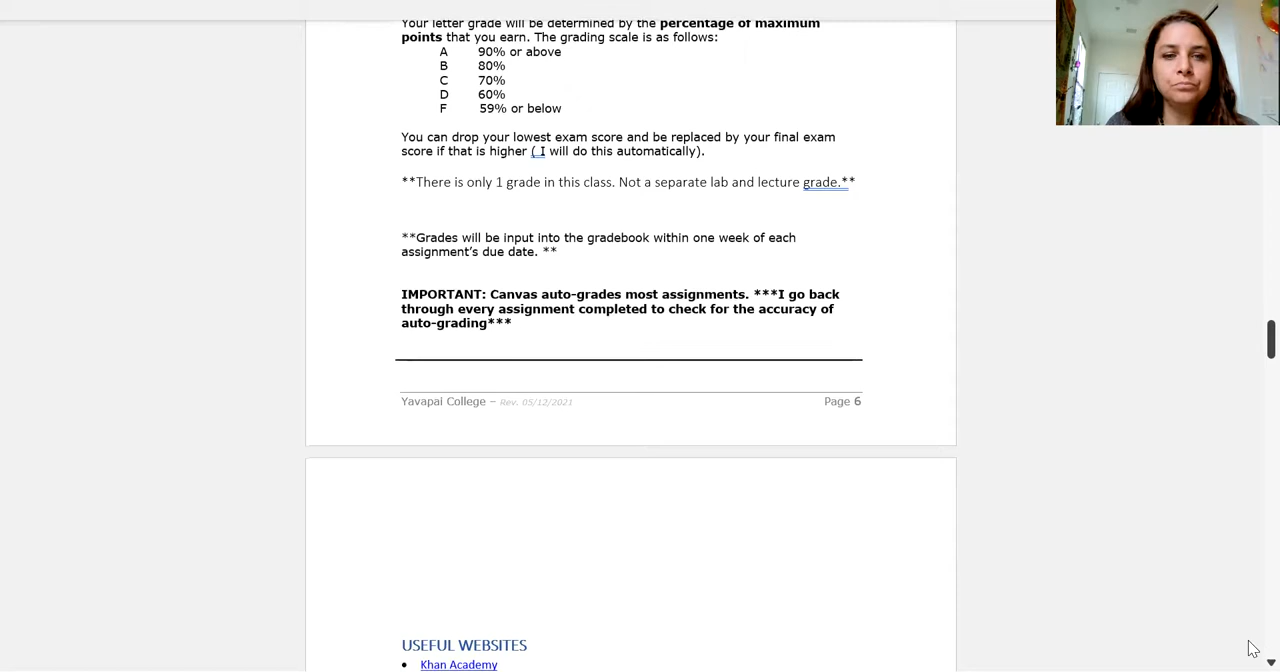 Your letter grade will be determined by the percentage of maximum
points that you earn. The grading scale is as follows:
A 90% or above
B 80%
C 70%
D 60%
F 59% or below
You can drop your lowest exam score and be replaced by your final exam
score if that is higher ( I will do this automatically).
**There is only 1 grade in this class. Not a separate lab and lecture grade.**
**Grades will be input into the gradebook within one week of each
assignment’s due date. **
IMPORTANT: Canvas auto-grades most assignments. ***I go back
through every assignment completed to check for the accuracy of
auto-grading***
Yavapai College – Rev. 05/12/2021 Page 6
USEFUL WEBSITES
• Khan Academy